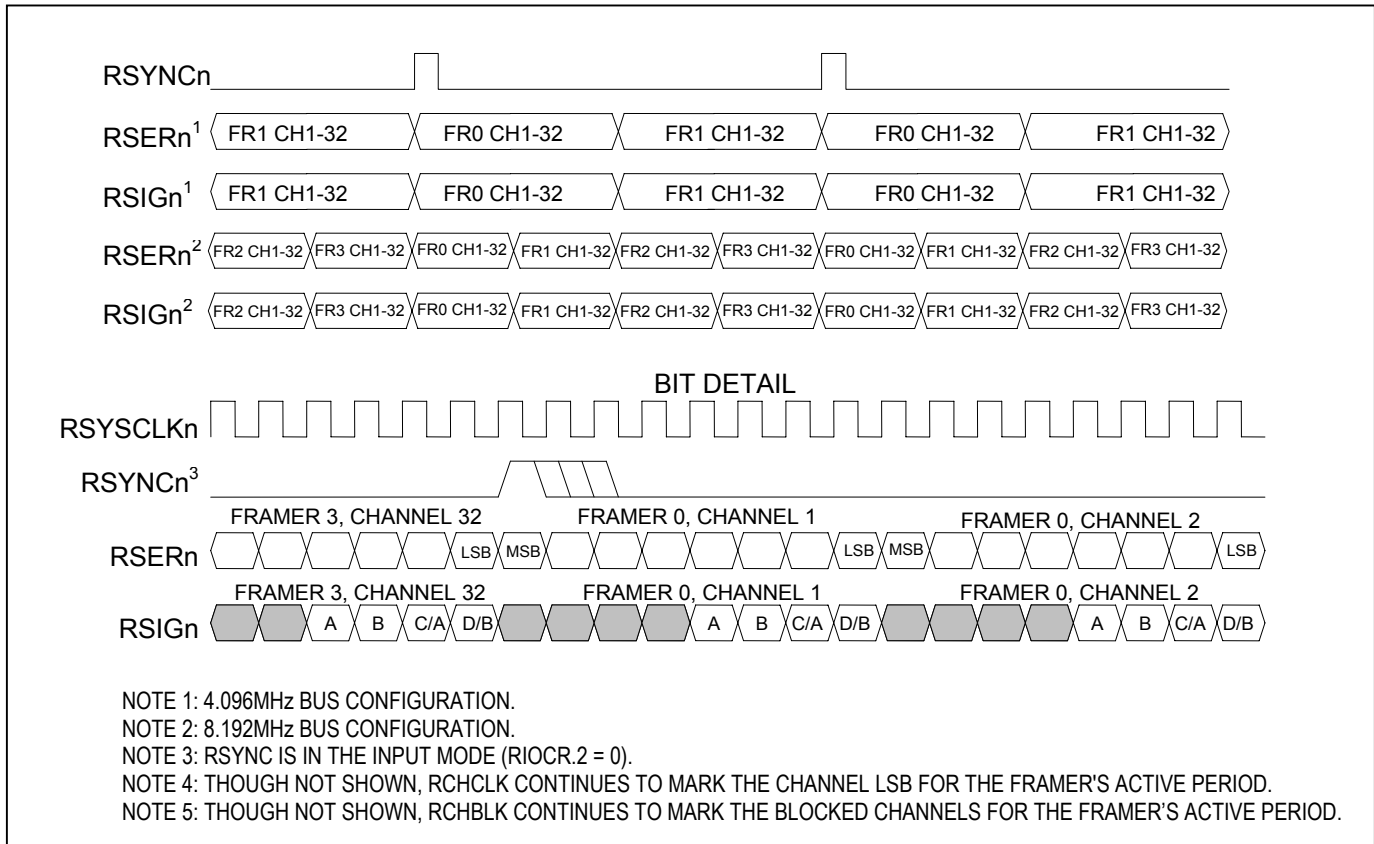 RSYNCn
RSERn1 FR1 CH1-32 FR0 CH1-32 FR1 CH1-32 FR0 CH1-32 FR1 CH1-32
RSIGn1 FR1 CH1-32 FR0 CH1-32 FR1 CH1-32 FR0 CH1-32 FR1 CH1-32
RSERn2 FR2 CH1-32 FR3 CH1-32 FR0 CH1-32 FR1 CH1-32 FR2 CH1-32 FR3 CH1-32 FR0 CH1-32 FR1 CH1-32 FR2 CH1-32 FR3 CH1-32
RSIGn2 FR2 CH1-32 FR3 CH1-32 FR0 CH1-32 FR1 CH1-32 FR2 CH1-32 FR3 CH1-32 FR0 CH1-32 FR1 CH1-32 FR2 CH1-32 FR3 CH1-32
BIT DETAIL
RSYSCLKn
RSYNCn3
FRAMER 3, CHANNEL 32 FRAMER 0, CHANNEL 1 FRAMER 0, CHANNEL 2
RSERn LSB MSB LSB MSB LSB
FRAMER 3, CHANNEL 32 FRAMER 0, CHANNEL 1 FRAMER 0, CHANNEL 2
RSIGn A B C/A D/B A B C/A D/B A B C/A D/B
NOTE 1: 4.096MHz BUS CONFIGURATION.
NOTE 2: 8.192MHz BUS CONFIGURATION.
NOTE 3: RSYNC IS IN THE INPUT MODE (RIOCR.2 = 0).
NOTE 4: THOUGH NOT SHOWN, RCHCLK CONTINUES TO MARK THE CHANNEL LSB FOR THE FRAMER'S ACTIVE PERIOD.
NOTE 5: THOUGH NOT SHOWN, RCHBLK CONTINUES TO MARK THE BLOCKED CHANNELS FOR THE FRAMER’S ACTIVE PERIOD.